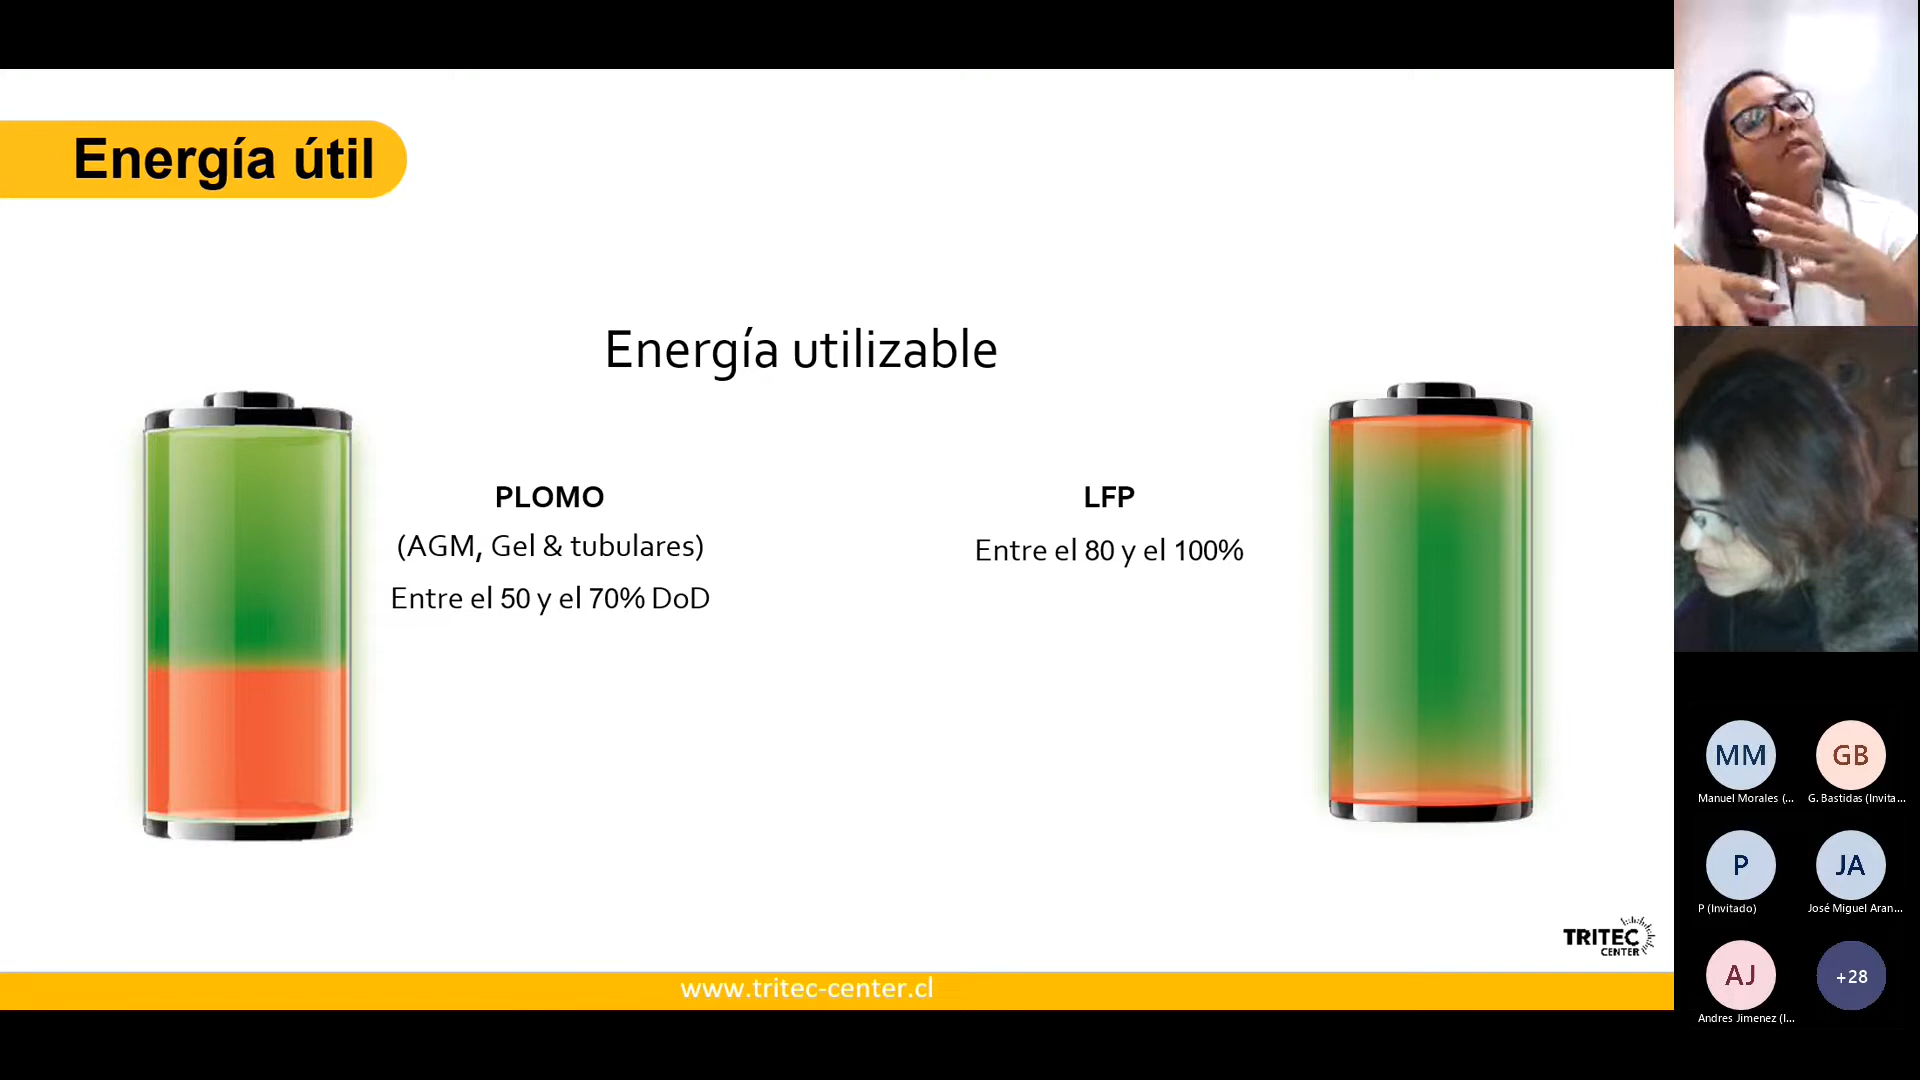 Energía útil
Energía utilizable
PLOMO
(AGM, Gel & tubulares)
Entre el 50 y el 70% DoD
LFP
Entre el 80 y el 100%
TRITEC
CENTER
www.tritec-center.cl
MM
GB
Manuel Morales (...
G. Bastidas (Invita...
P
JA
P (Invitado)
José Miguel Aran...
AJ
+28
Andres Jimenez (I...